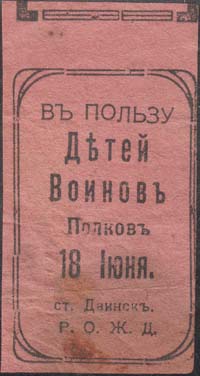 Въ пользу
Дѣтей
Воиновъ
Полковъ
18 Іюня.
ст. Двинскъ.
Р. О. Ж. Д.